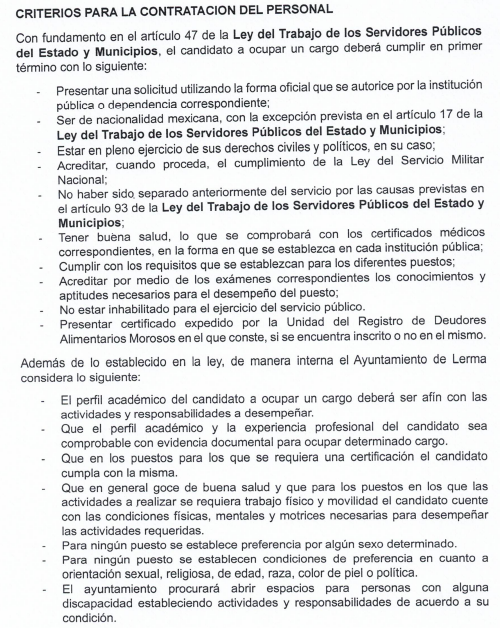 CRITERIOS PARA LA CONTRATACION DEL PERSONAL
Con fundamento en el artículo 47 de la Ley del Trabajo de los Servidores Públicos
del Estado y Municipios, el candidato a ocupar un cargo deberá cumplir en primer
término con lo siguiente:
- Presentar una solicitud utilizando la forma oficial que se autorice por la institución
pública o dependencia correspondiente;
- Ser de nacionalidad mexicana, con la excepción prevista en el artículo 17 de la
Ley del Trabajo de los Servidores Públicos del Estado y Municipios;
- Estar en pleno ejercicio de sus derechos civiles y políticos, en su caso;
- Acreditar, cuando proceda, el cumplimiento de la Ley del Servicio Militar
Nacional;
- No haber sido separado anteriormente del servicio por las causas previstas en
el artículo 93 de la Ley del Trabajo de los Servidores Públicos del Estado y
Municipios;
- Tener buena salud, lo que se comprobará con los certificados médicos
correspondientes, en la forma en que se establezca en cada institución pública;
- Cumplir con los requisitos que se establezcan para los diferentes puestos;
- Acreditar por medio de los exámenes correspondientes los conocimientos y
aptitudes necesarios para el desempeño del puesto;
- No estar inhabilitado para el ejercicio del servicio público.
- Presentar certificado expedido por la Unidad del Registro de Deudores
Alimentarios Morosos en el que conste, si se encuentra inscrito o no en el mismo.
Además de lo establecido en la ley, de manera interna el Ayuntamiento de Lerma
considera lo siguiente:
- El perfil académico del candidato a ocupar un cargo deberá ser afín con las
actividades y responsabilidades a desempeñar.
- Que el perfil académico y la experiencia profesional del candidato sea
comprobable con evidencia documental para ocupar determinado cargo.
- Que en los puestos para los que se requiera una certificación el candidato
cumpla con la misma.
- Que en general goce de buena salud y que para los puestos en los que las
actividades a realizar se requiera trabajo físico y movilidad el candidato cuente
con las condiciones físicas, mentales y motrices necesarias para desempeñar
las actividades requeridas.
- Para ningún puesto se establece preferencia por algún sexo determinado.
- Para ningún puesto se establecen condiciones de preferencia en cuanto a
orientación sexual, religiosa, de edad, raza, color de piel o política.
- El ayuntamiento procurará abrir espacios para personas con alguna
discapacidad estableciendo actividades y responsabilidades de acuerdo a su
condición.